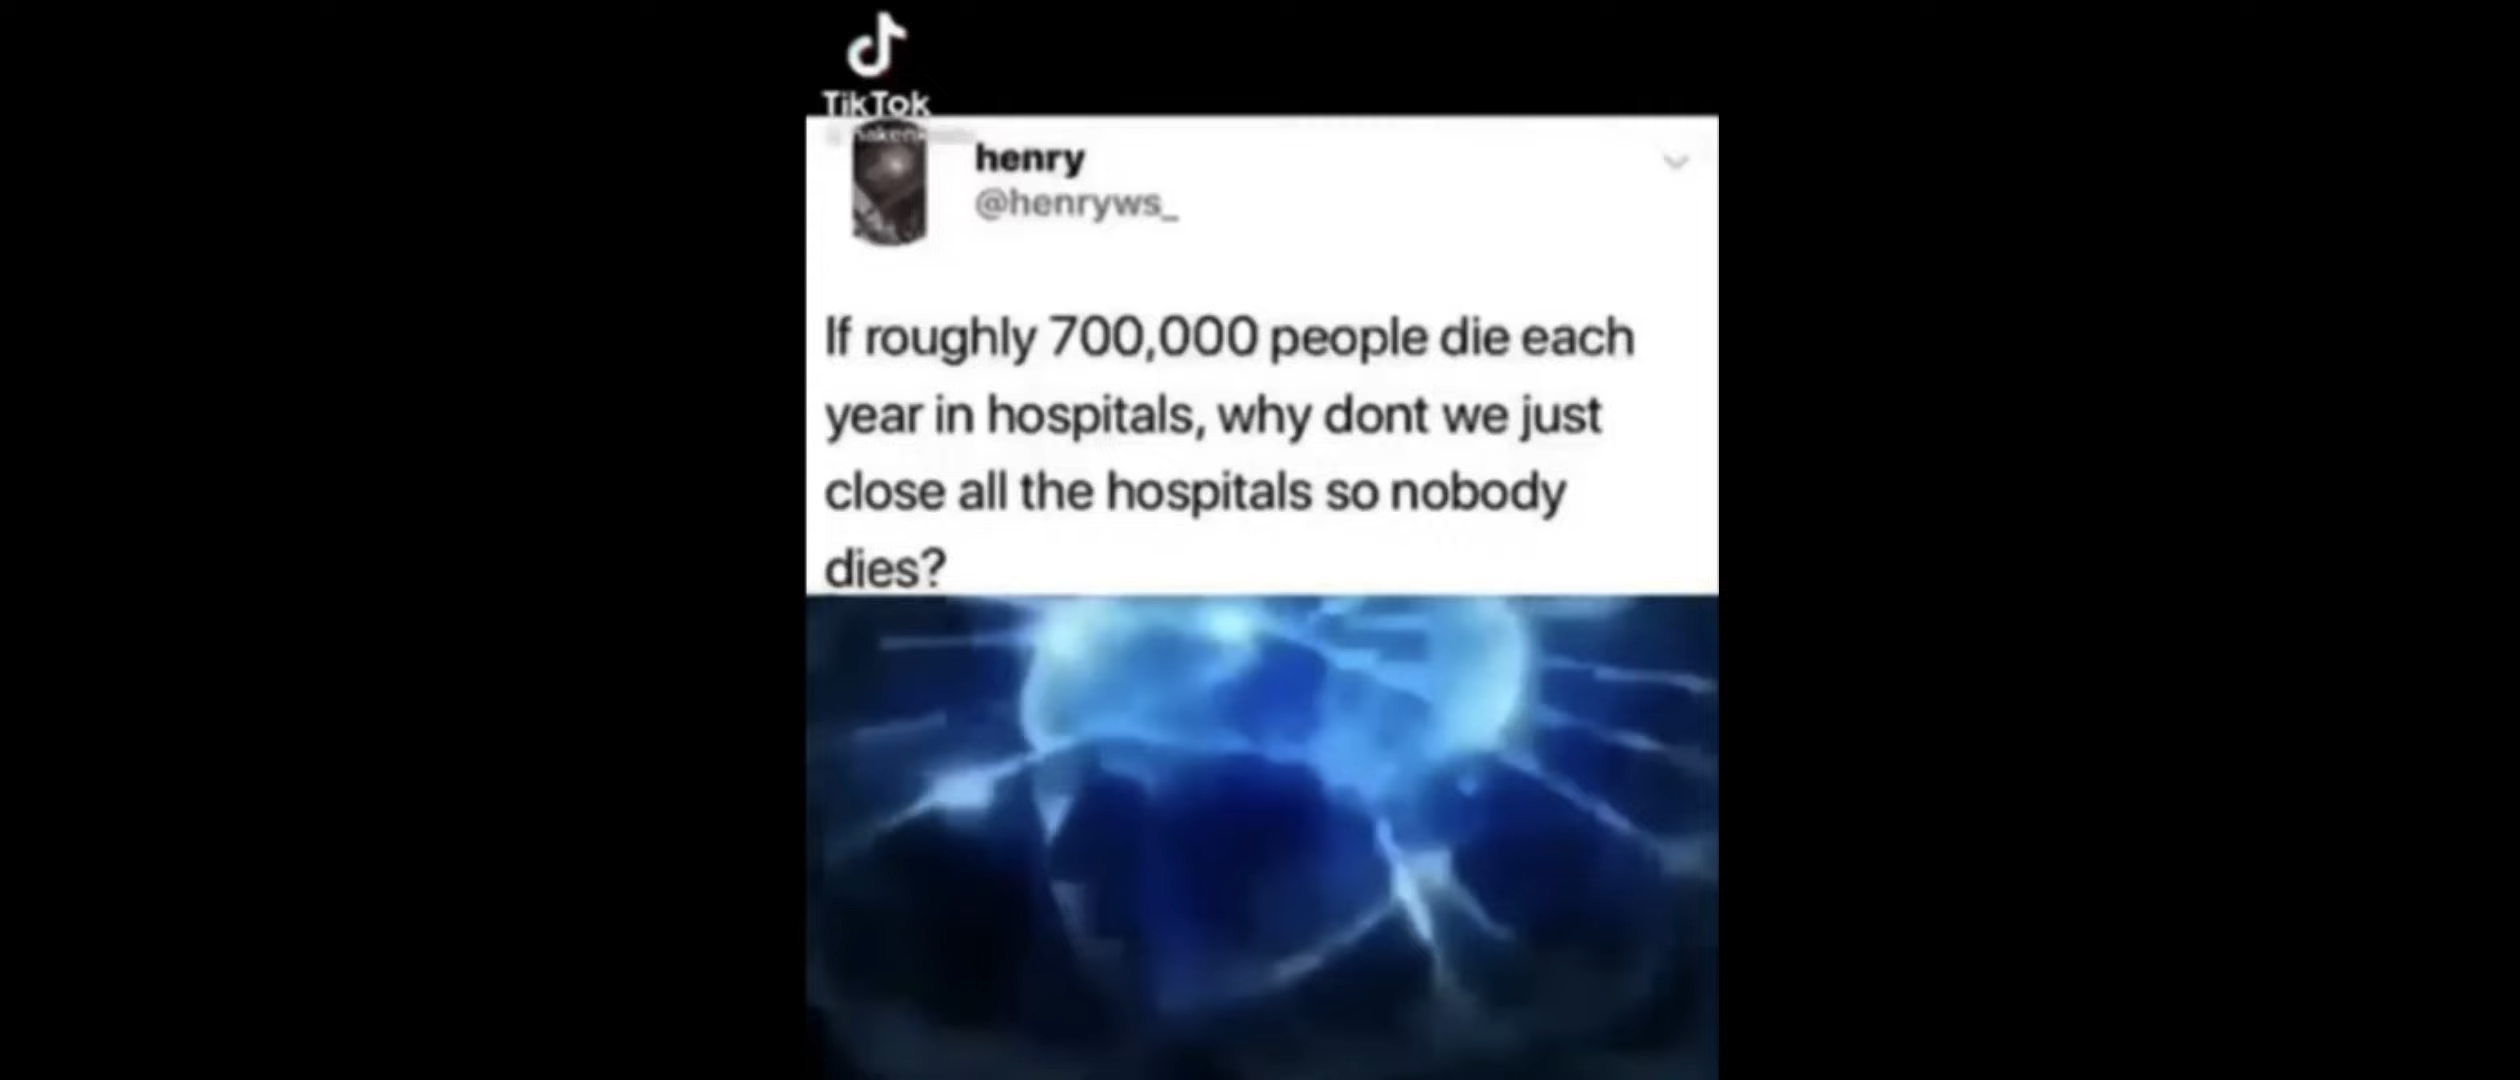 TikTok
henry
@henryws_
If roughly 700,000 people die each
year in hospitals, why dont we just
close all the hospitals so nobody
dies?